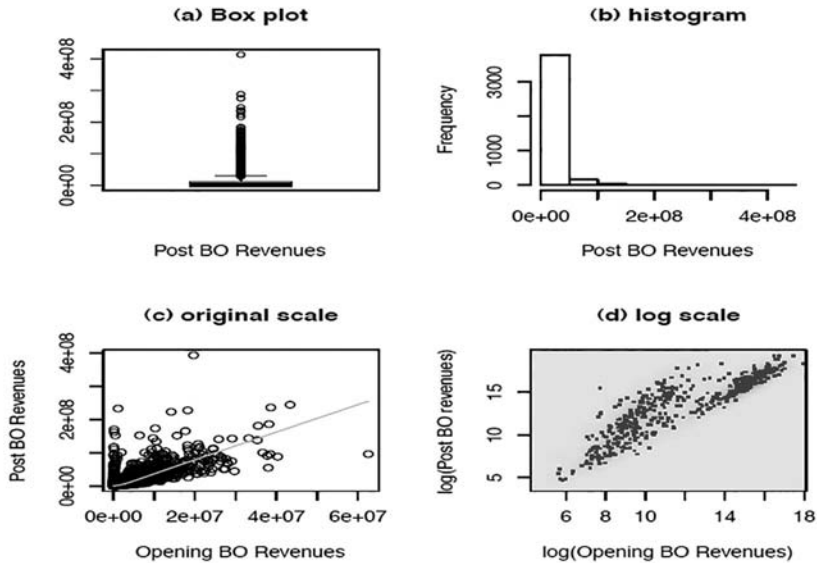 (a) Box plot
4e+08
2e+08
0e+00
Post BO Revenues
(b) histogram
Frequency
3000
1000
0
0e+00 2e+08 4e+08
Post BO Revenues
(c) original scale
Post BO Revenues
4e+08
2e+08
0e+00
0e+00 2e+07 4e+07 6e+07
Opening BO Revenues
(d) log scale
log(Post BO revenues)
15
10
5
6 8 10 14 16 18
log(Opening BO Revenues)